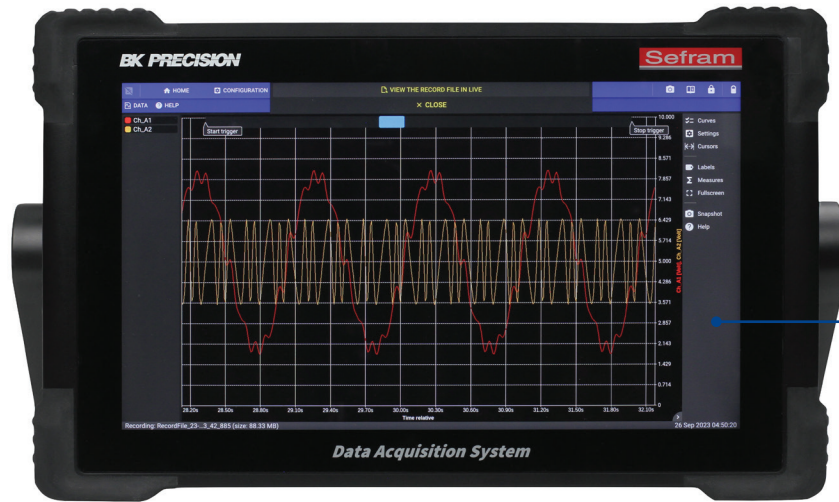 BK PRECISION
Sefram
HOME
CONFIGURATION
VIEW THE RECORD FILE IN LIVE
DATA
HELP
× CLOSE
Ch_A1
Ch_A2
Start trigger
Stop trigger
10.000
9.286
8.571
7.857
7.143
6.429
5.714
5.000
4.286
3.571
2.857
2.143
1.429
0.714
0
Ch_A1 [Volt] Ch_A2 [Volt]
Curves
Settings
Cursors
Labels
Measures
Fullscreen
Snapshot
Help
28.20s 28.50s 28.80s 29.10s 29.40s 29.70s 30.00s 30.30s 30.60s 30.90s 31.20s 31.50s 31.80s 32.10s
Time relative
Recording: RecordFile_23-...3_42_885 (size: 88.33 MB)
26 Sep 2023 04:50:20
Data Acquisition System